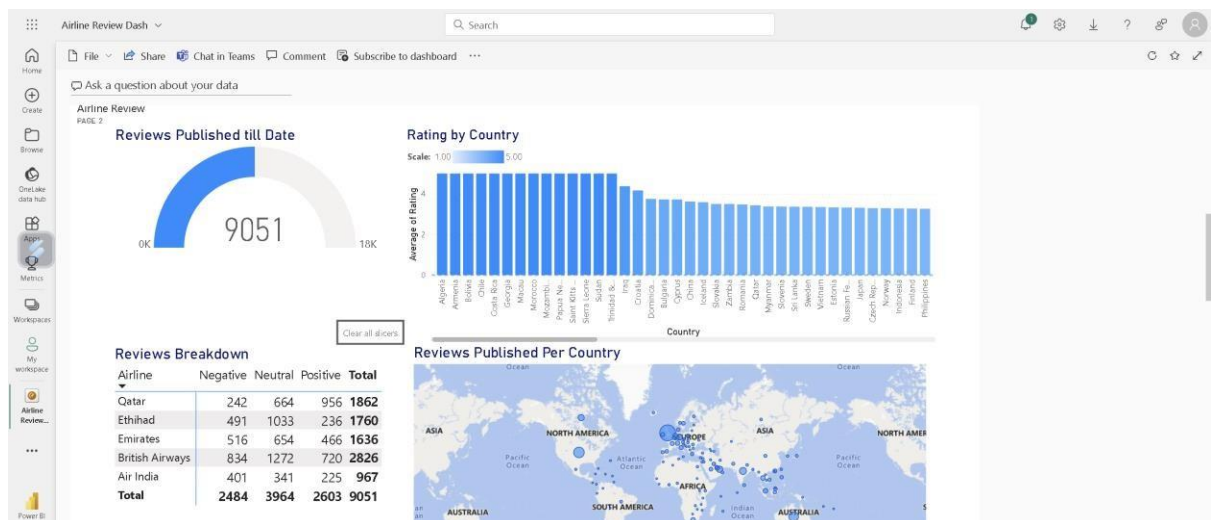 Airline Review Dash
Search
1
Home
Create
Browse
OneLake
data hub
Apps
Metrics
Workspaces
My
workspace
Airline
Review...
Power BI
File
Share
Chat in Teams
Comment
Subscribe to dashboard
Ask a question about your data
Airline Review
PAGE 2
Reviews Published till Date
9051
0K
18K
Clear all slicers
Rating by Country
Scale: 1.00 5.00
Average of Rating
4
2
0
Algeria
Armenia
Bolivia
Chile
Costa Rica
Georgia
Macau
Morocco
Mozambi...
Papua Ne...
Saint Kitts ...
Sierra Leone
Sudan
Trinidad &...
Iraq
Croatia
Dominica...
Bulgaria
Cyprus
China
Iceland
Slovakia
Zambia
Romania
Qatar
Myanmar
Slovenia
Sri Lanka
Sweden
Vietnam
Estonia
Russian Fe...
Japan
Czech Rep...
Norway
Indonesia
Finland
Philippines
Country
Reviews Breakdown
Airline Negative Neutral Positive Total
Qatar 242 664 956 1862
Ethihad 491 1033 236 1760
Emirates 516 654 466 1636
British Airways 834 1272 720 2826
Air India 401 341 225 967
Total 2484 3964 2603 9051
Reviews Published Per Country
Ocean
Ocean
ASIA
NORTH AMERICA
EUROPE
ASIA
NORTH AMER
Pacific
Ocean
Atlantic
Ocean
Pacific
Ocean
AFRICA
AUSTRALIA
SOUTH AMERICA
Indian
Ocean
AUSTRALIA